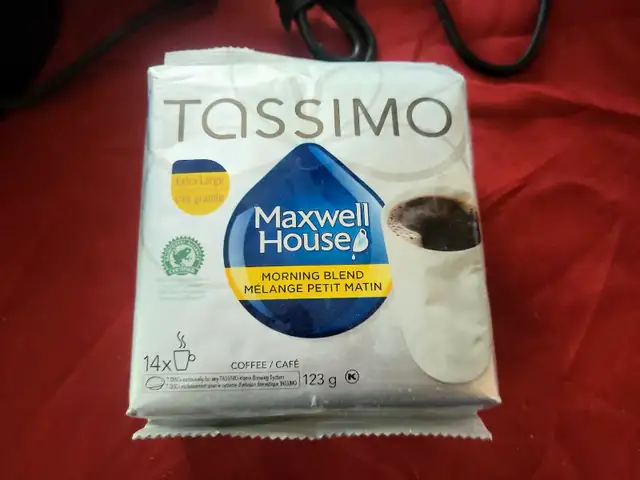 TASSIMO
Extra Large
Très grande
Maxwell
House
MORNING BLEND
MÉLANGE PETIT MATIN
14x
COFFEE / CAFÉ
123 g
K